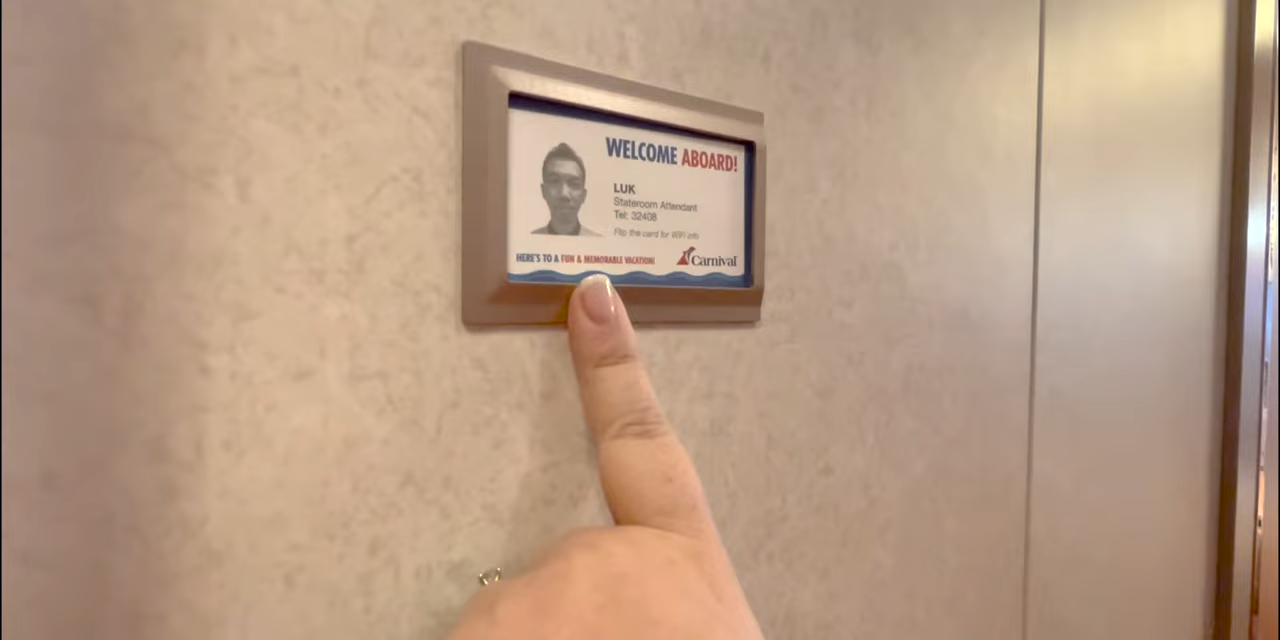 WELCOME ABOARD!
LUK
Stateroom Attendant
Tel: 32408
Flip the card for WiFi info
HERE'S TO A FUN & MEMORABLE VACATION!
Carnival